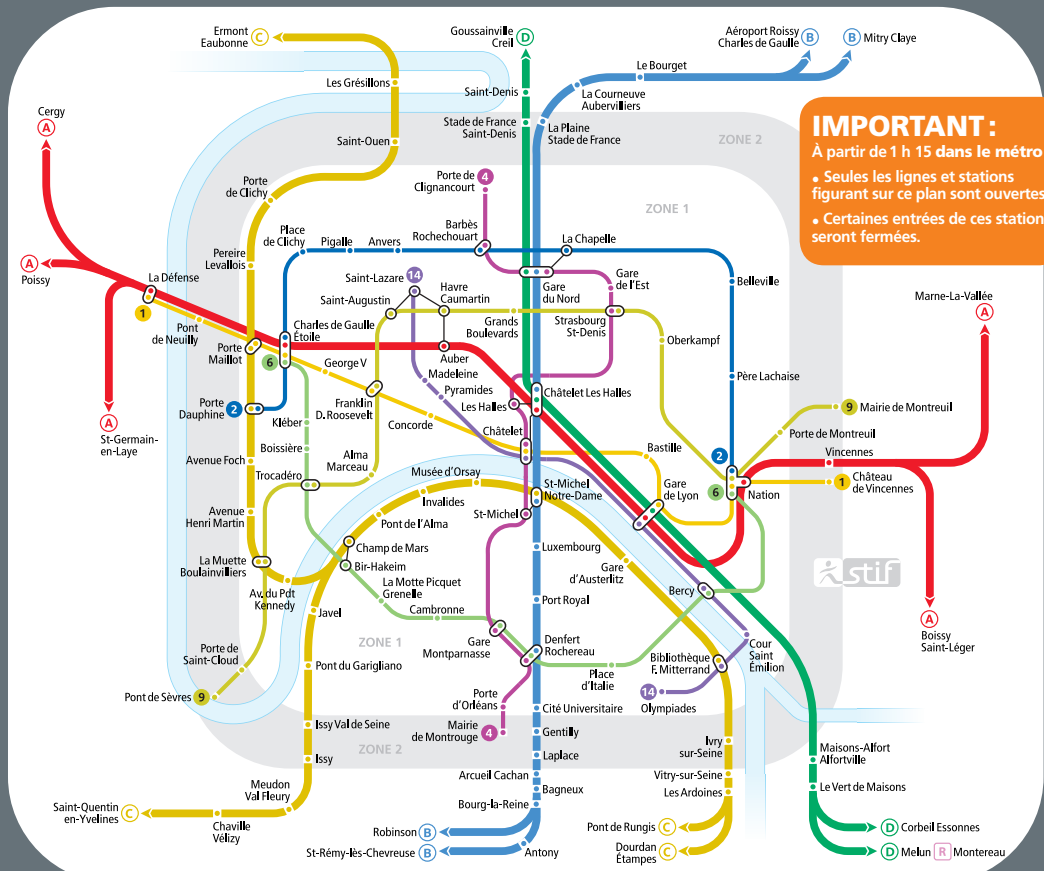 Ermont
Eaubonne
C
Goussainville
Creil
D
Aéroport Roissy
Charles de Gaulle
B
B
Mitry Claye
Le Bourget
Les Grésillons
Saint-Denis
La Courneuve
Aubervilliers
Cergy
A
Stade de France
Saint-Denis
La Plaine
Stade de France
Saint-Ouen
ZONE 2
IMPORTANT :
À partir de 1 h 15 dans le métro
• Seules les lignes et stations
figurant sur ce plan sont ouvertes
• Certaines entrées de ces station
seront fermées.
Porte de
Clignancourt
4
Porte
de Clichy
ZONE 1
Place
de Clichy
Pigalle
Anvers
Barbès
Rochechouart
La Chapelle
Pereire
Levallois
A
Poissy
La Défense
Saint-Lazare
14
Havre
Caumartin
Gare
du Nord
Gare
de l'Est
Belleville
Saint-Augustin
Marne-La-Vallée
A
1
Pont
de Neuilly
Charles de Gaulle
Étoile
Grands
Boulevards
Strasbourg
St-Denis
Oberkampf
Porte
Maillot
6
George V
Auber
Madeleine
Pyramides
Père Lachaise
Porte
Dauphine
2
Kléber
Franklin
D. Roosevelt
Les Halles
Châtelet Les Halles
9
Mairie de Montreuil
A
St-Germain-
en-Laye
Concorde
Châtelet
Porte de Montreuil
Boissière
Alma
Marceau
Bastille
2
Vincennes
Avenue Foch
Trocadéro
Musée d'Orsay
St-Michel
Notre-Dame
Gare
de Lyon
6
Nation
1
Château
de Vincennes
Invalides
Avenue
Henri Martin
St-Michel
Pont de l'Alma
Champ de Mars
Luxembourg
La Muette
Boulainvilliers
Bir-Hakeim
Gare
d'Austerlitz
stif
Av. du Pdt
Kennedy
La Motte Picquet
Grenelle
Bercy
Javel
Cambronne
Port Royal
A
Boissy
Saint-Léger
ZONE 1
Gare
Montparnasse
Denfert
Rochereau
Cour
Saint
Émilion
Porte de
Saint-Cloud
Pont du Garigliano
Place
d'Italie
Bibliothèque
F. Mitterrand
Pont de Sèvres
9
14
Olympiades
Porte
d'Orléans
Cité Universitaire
Issy Val de Seine
Mairie
de Montrouge
4
Gentilly
Ivry
sur-Seine
ZONE 2
Issy
Laplace
Maisons-Alfort
Alfortville
Arcueil Cachan
Vitry-sur-Seine
Meudon
Val Fleury
Bagneux
Les Ardoines
Le Vert de Maisons
Saint-Quentin
en-Yvelines
C
Bourg-la-Reine
Chaville
Vélizy
Robinson
B
Pont de Rungis
C
D
Corbeil Essonnes
St-Rémy-lès-Chevreuse
B
Antony
Dourdan
Étampes
C
D
Melun
R
Montereau